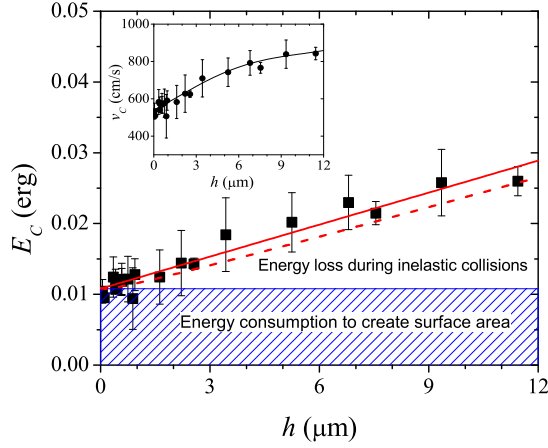 0.05
0.04
0.03
0.02
0.01
0.00
E_C (erg)
1000
800
600
400
v_C (cm/s)
0 3 6 9 12
h (μm)
Energy loss during inelastic collisions
Energy consumption to create surface area
0 3 6 9 12
h (μm)